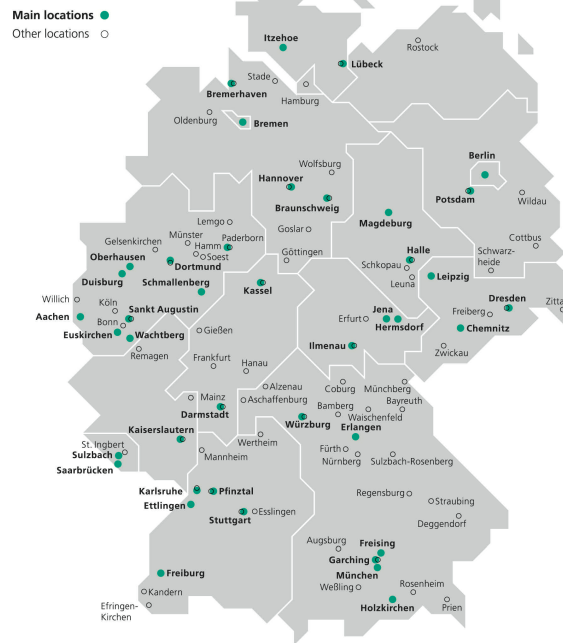 Main locations
Other locations
Itzehoe
Rostock
Lübeck
Stade
Bremerhaven
Hamburg
Oldenburg
Bremen
Wolfsburg
Berlin
Hannover
Potsdam
Braunschweig
Wildau
Magdeburg
Lemgo
Goslar
Münster
Paderborn
Cottbus
Gelsenkirchen
Hamm
Soest
Göttingen
Halle
Schwarz-
heide
Oberhausen
Dortmund
Schkopau
Leipzig
Duisburg
Schmallenberg
Kassel
Leuna
Willich
Köln
Sankt Augustin
Dresden
Zitta
Aachen
Bonn
Erfurt
Jena
Freiberg
Hermsdorf
Chemnitz
Euskirchen
Wachtberg
Gießen
Remagen
Ilmenau
Zwickau
Frankfurt
Hanau
Alzenau
Coburg
Münchberg
Mainz
Aschaffenburg
Bayreuth
Darmstadt
Bamberg
Waischenfeld
Würzburg
Kaiserslautern
Erlangen
St. Ingbert
Wertheim
Sulzbach
Mannheim
Fürth
Saarbrücken
Nürnberg
Sulzbach-Rosenberg
Karlsruhe
Pfinztal
Regensburg
Ettlingen
Straubing
Stuttgart
Esslingen
Deggendorf
Augsburg
Freising
Garching
Freiburg
München
Kandern
Weßling
Rosenheim
Efringen-
Kirchen
Holzkirchen
Prien